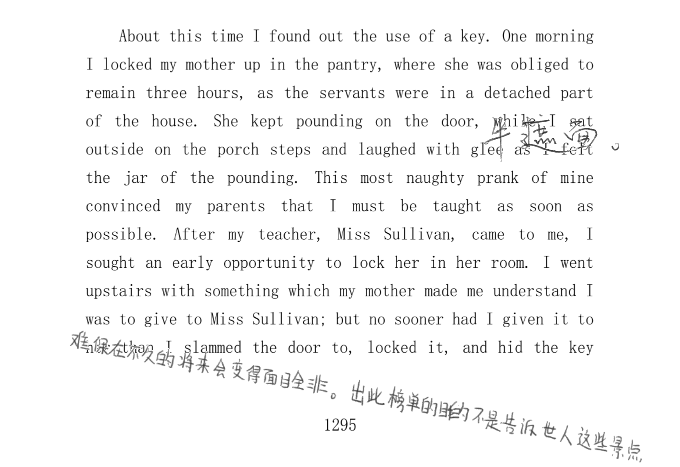 About this time I found out the use of a key. One morning
I locked my mother up in the pantry, where she was obliged to
remain three hours, as the servants were in a detached part
of the house. She kept pounding on the door, while I sat
半遮面。
outside on the porch steps and laughed with glee as I felt
the jar of the pounding. This most naughty prank of mine
convinced my parents that I must be taught as soon as
possible. After my teacher, Miss Sullivan, came to me, I
sought an early opportunity to lock her in her room. I went
upstairs with something which my mother made me understand I
was to give to Miss Sullivan; but no sooner had I given it to
her than I slammed the door to, locked it, and hid the key
难保在不久的将来会变得面目全非。出此榜单的目的不是告诉世人这些景点
1295